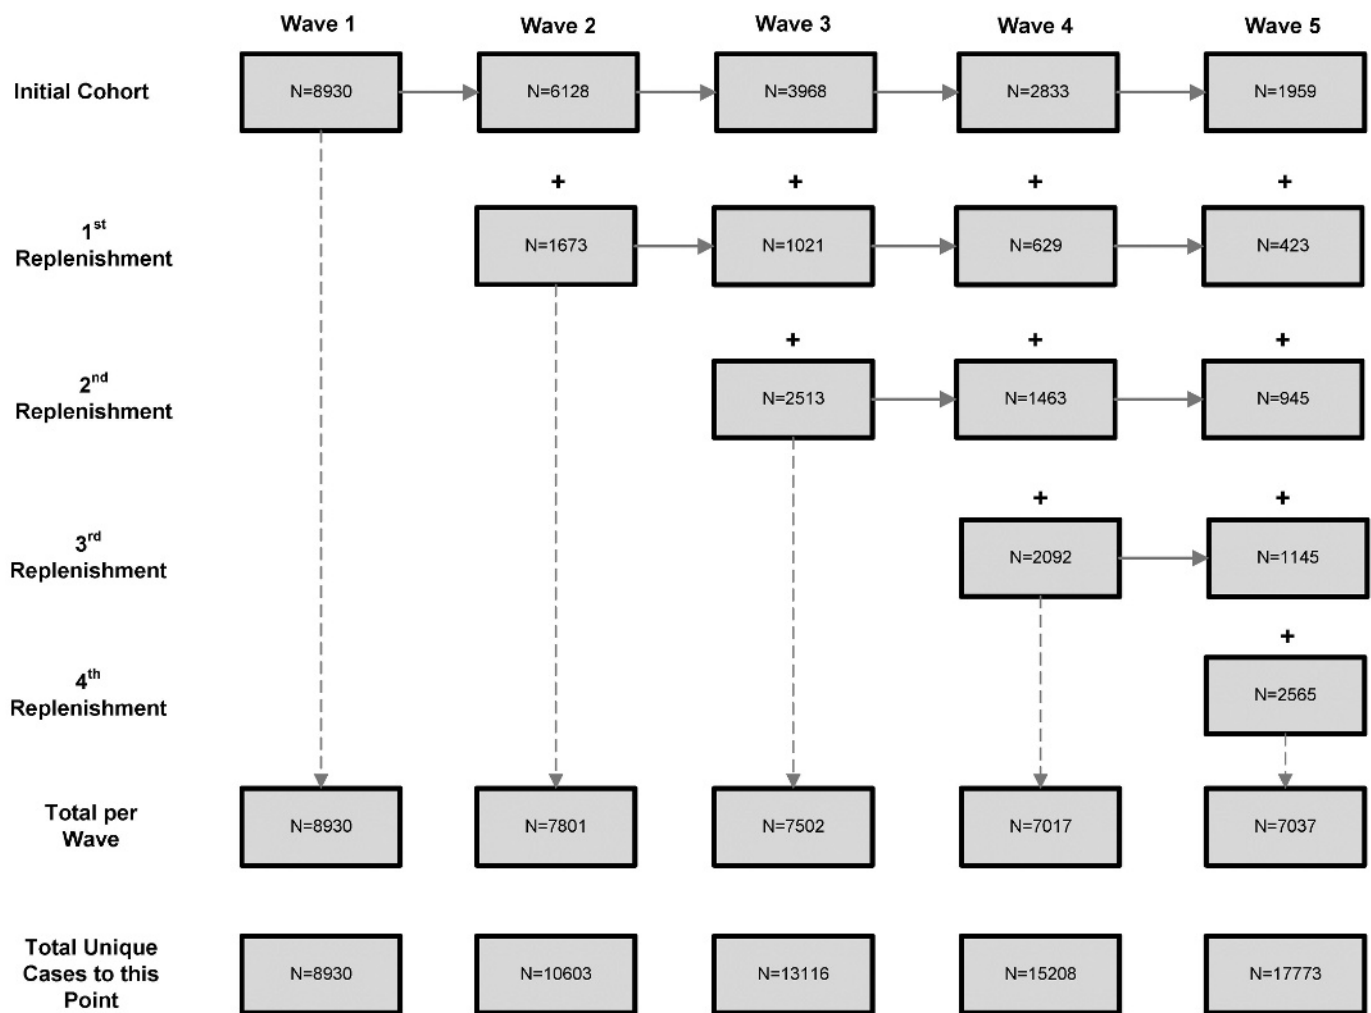 Wave 1 Wave 2 Wave 3 Wave 4 Wave 5
Initial Cohort N=8930 N=6128 N=3968 N=2833 N=1959
+ + + +
1st
Replenishment N=1673 N=1021 N=629 N=423
+ + +
2nd
Replenishment N=2513 N=1463 N=945
+ +
3rd
Replenishment N=2092 N=1145
+
4th
Replenishment N=2565
Total per
Wave N=8930 N=7801 N=7502 N=7017 N=7037
Total Unique
Cases to this N=8930 N=10603 N=13116 N=15208 N=17773
Point